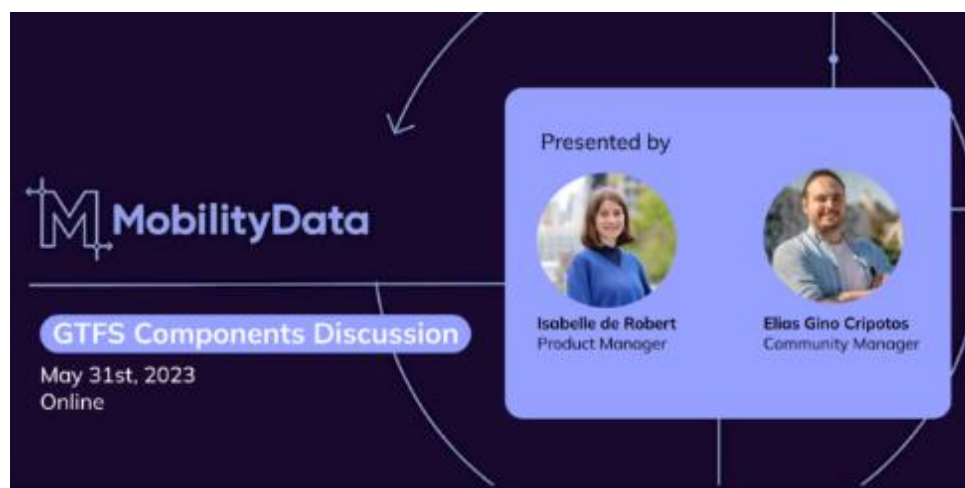 MobilityData
GTFS Components Discussion
May 31st, 2023
Online
Presented by
Isabelle de Robert
Product Manager
Elias Gino Cripotos
Community Manager